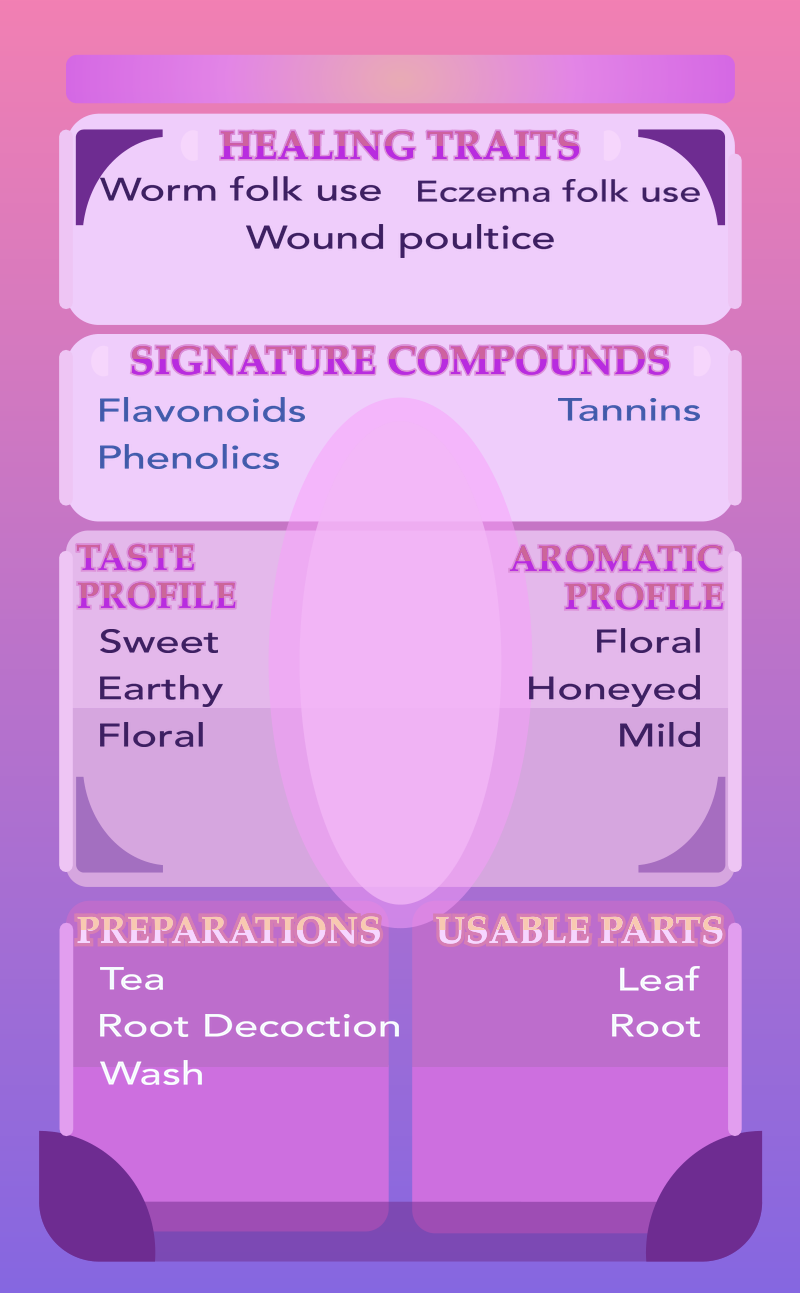 HEALING TRAITS
Worm folk use Eczema folk use
Wound poultice
SIGNATURE COMPOUNDS
Flavonoids Tannins
Phenolics
TASTE
PROFILE
Sweet
Earthy
Floral
AROMATIC
PROFILE
Floral
Honeyed
Mild
PREPARATIONS
Tea
Root Decoction
Wash
USABLE PARTS
Leaf
Root